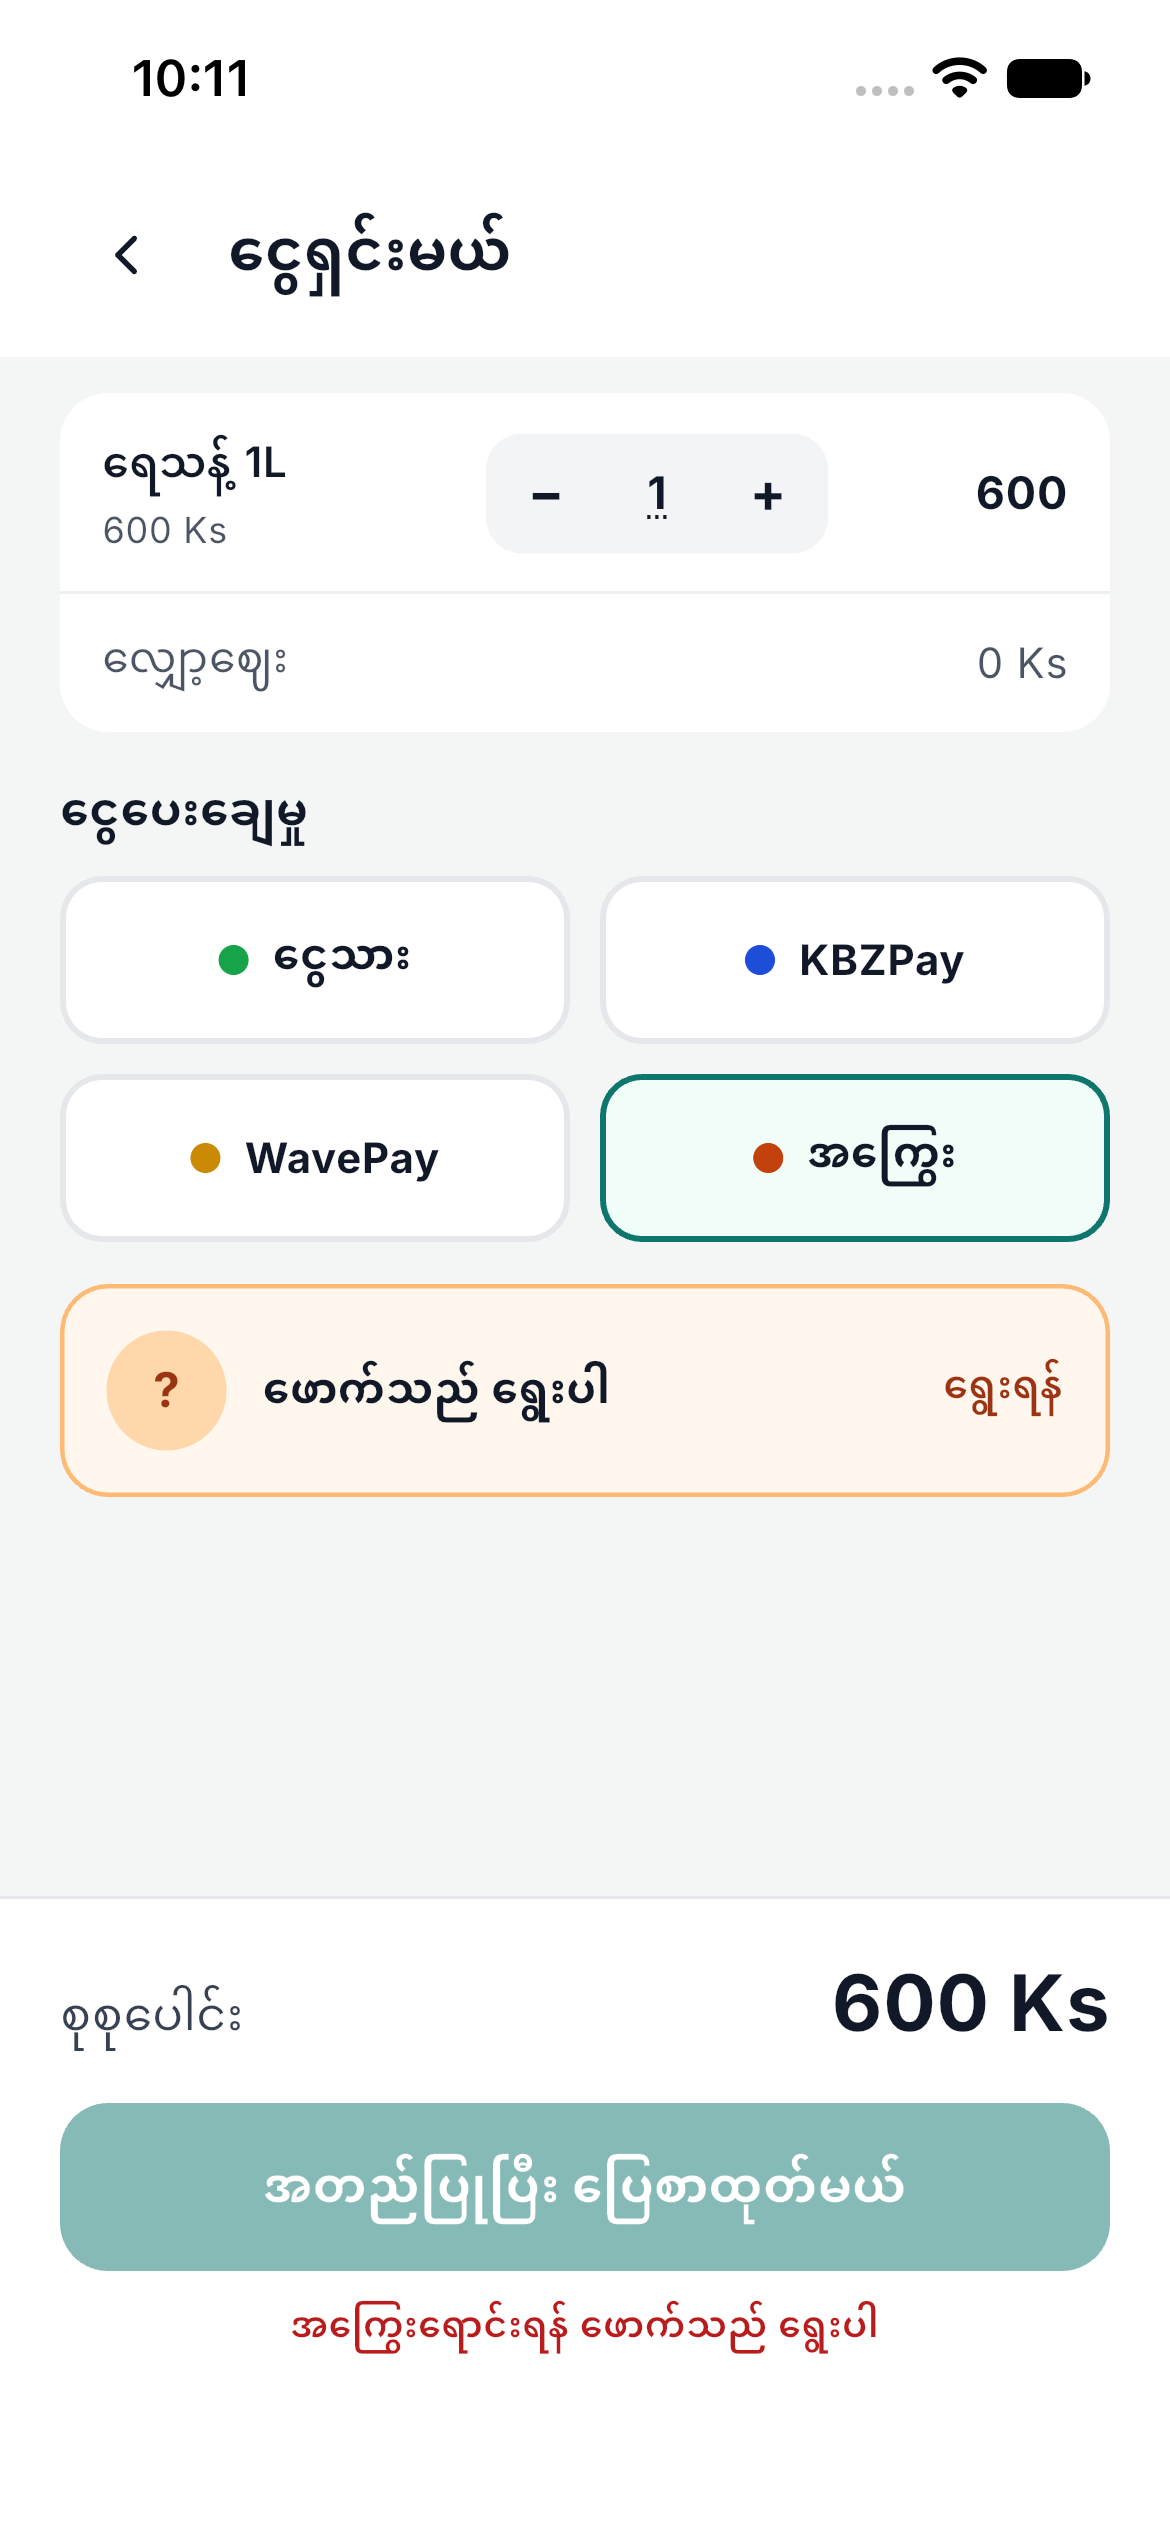 10:11
ငွေရှင်းမယ်
ရေသန့် 1L
600 Ks
− 1 +
600
လျှော့ဈေး
0 Ks
ငွေပေးချေမှု
ငွေသား
KBZPay
WavePay
အကြွေး
?
ဖောက်သည် ရွေးပါ
ရွေးရန်
စုစုပေါင်း
600 Ks
အတည်ပြုပြီး ပြေစာထုတ်မယ်
အကြွေးရောင်းရန် ဖောက်သည် ရွေးပါ